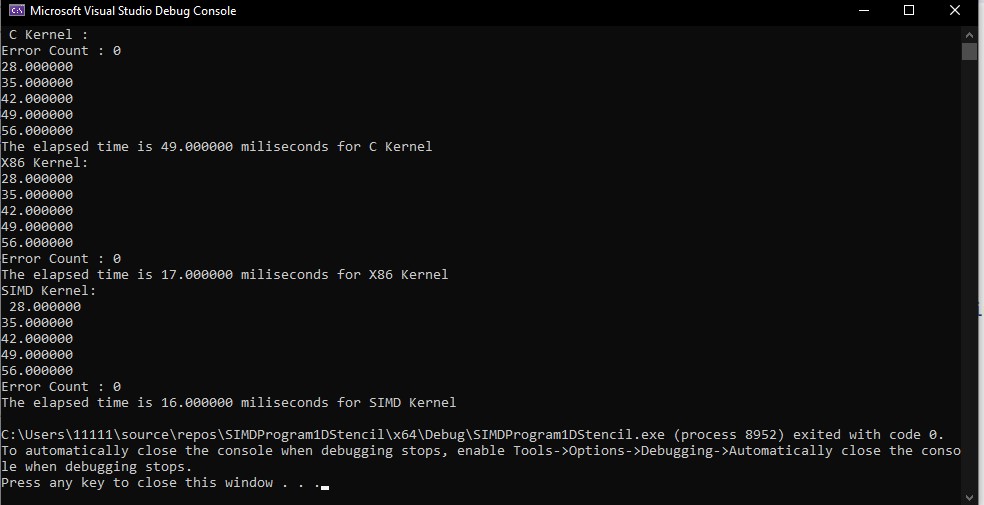 Microsoft Visual Studio Debug Console
C Kernel :
Error Count : 0
28.000000
35.000000
42.000000
49.000000
56.000000
The elapsed time is 49.000000 miliseconds for C Kernel
X86 Kernel:
28.000000
35.000000
42.000000
49.000000
56.000000
Error Count : 0
The elapsed time is 17.000000 miliseconds for X86 Kernel
SIMD Kernel:
28.000000
35.000000
42.000000
49.000000
56.000000
Error Count : 0
The elapsed time is 16.000000 miliseconds for SIMD Kernel
C:\Users\11111\source\repos\SIMDProgram1DStencil\x64\Debug\SIMDProgram1DStencil.exe (process 8952) exited with code 0.
To automatically close the console when debugging stops, enable Tools->Options->Debugging->Automatically close the conso
le when debugging stops.
Press any key to close this window . . .